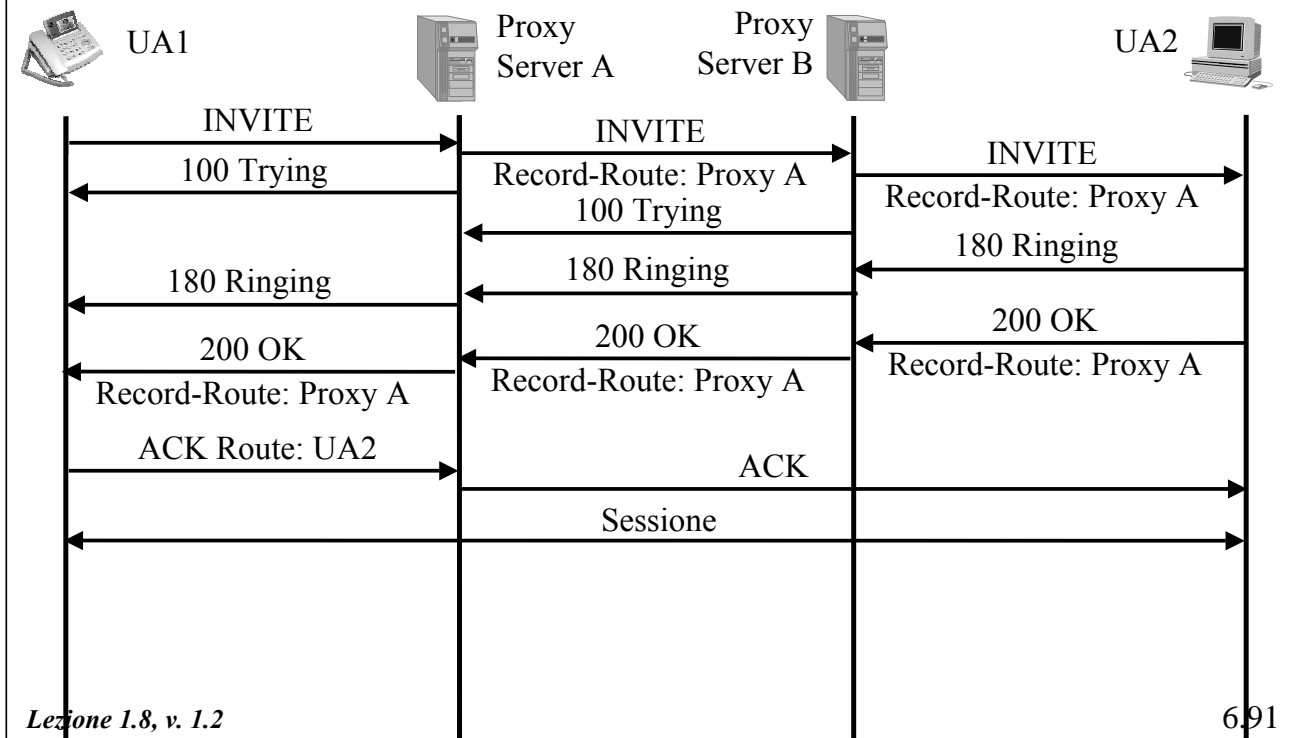 UA1
Proxy
Server A
Proxy
Server B
UA2
INVITE
INVITE
INVITE
100 Trying
Record-Route: Proxy A
Record-Route: Proxy A
100 Trying
180 Ringing
180 Ringing
180 Ringing
200 OK
200 OK
200 OK
Record-Route: Proxy A
Record-Route: Proxy A
Record-Route: Proxy A
ACK Route: UA2
ACK
Sessione
Lezione 1.8, v. 1.2
6.91